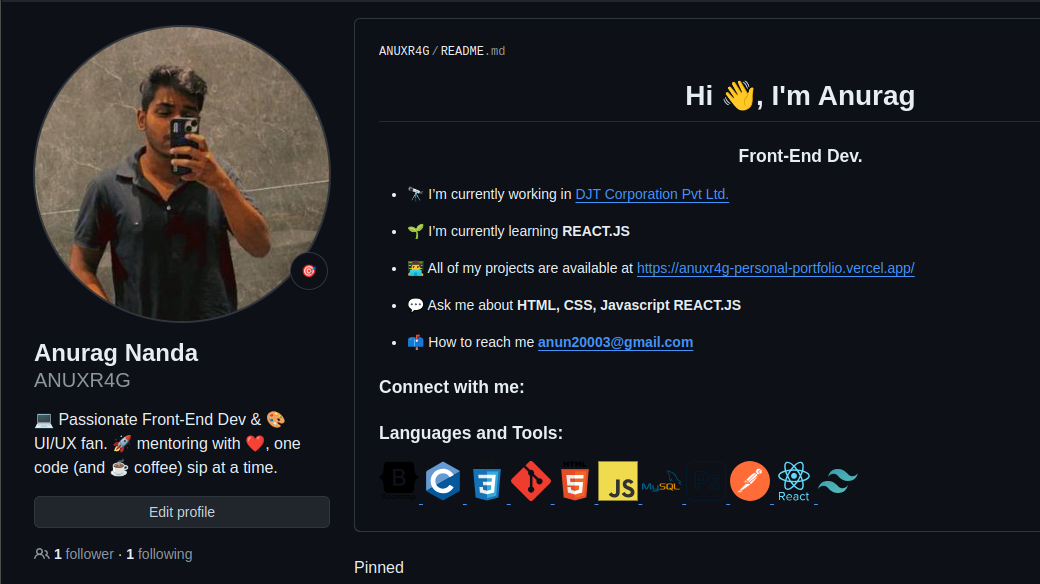 ANUXR4G/README.md
Hi 👋, I'm Anurag
Front-End Dev.
🔭 I'm currently working in DJT Corporation Pvt Ltd.
🌱 I'm currently learning REACT.JS
👨‍💻 All of my projects are available at https://anuxr4g-personal-portfolio.vercel.app/
💬 Ask me about HTML, CSS, Javascript REACT.JS
📫 How to reach me anun20003@gmail.com
Connect with me:
Languages and Tools:
B C 3 5 JS MySQL Ps React
Anurag Nanda
ANUXR4G
💻 Passionate Front-End Dev & 🎨
UI/UX fan. 🚀 mentoring with ❤️, one
code (and ☕ coffee) sip at a time.
Edit profile
1 follower · 1 following
Pinned